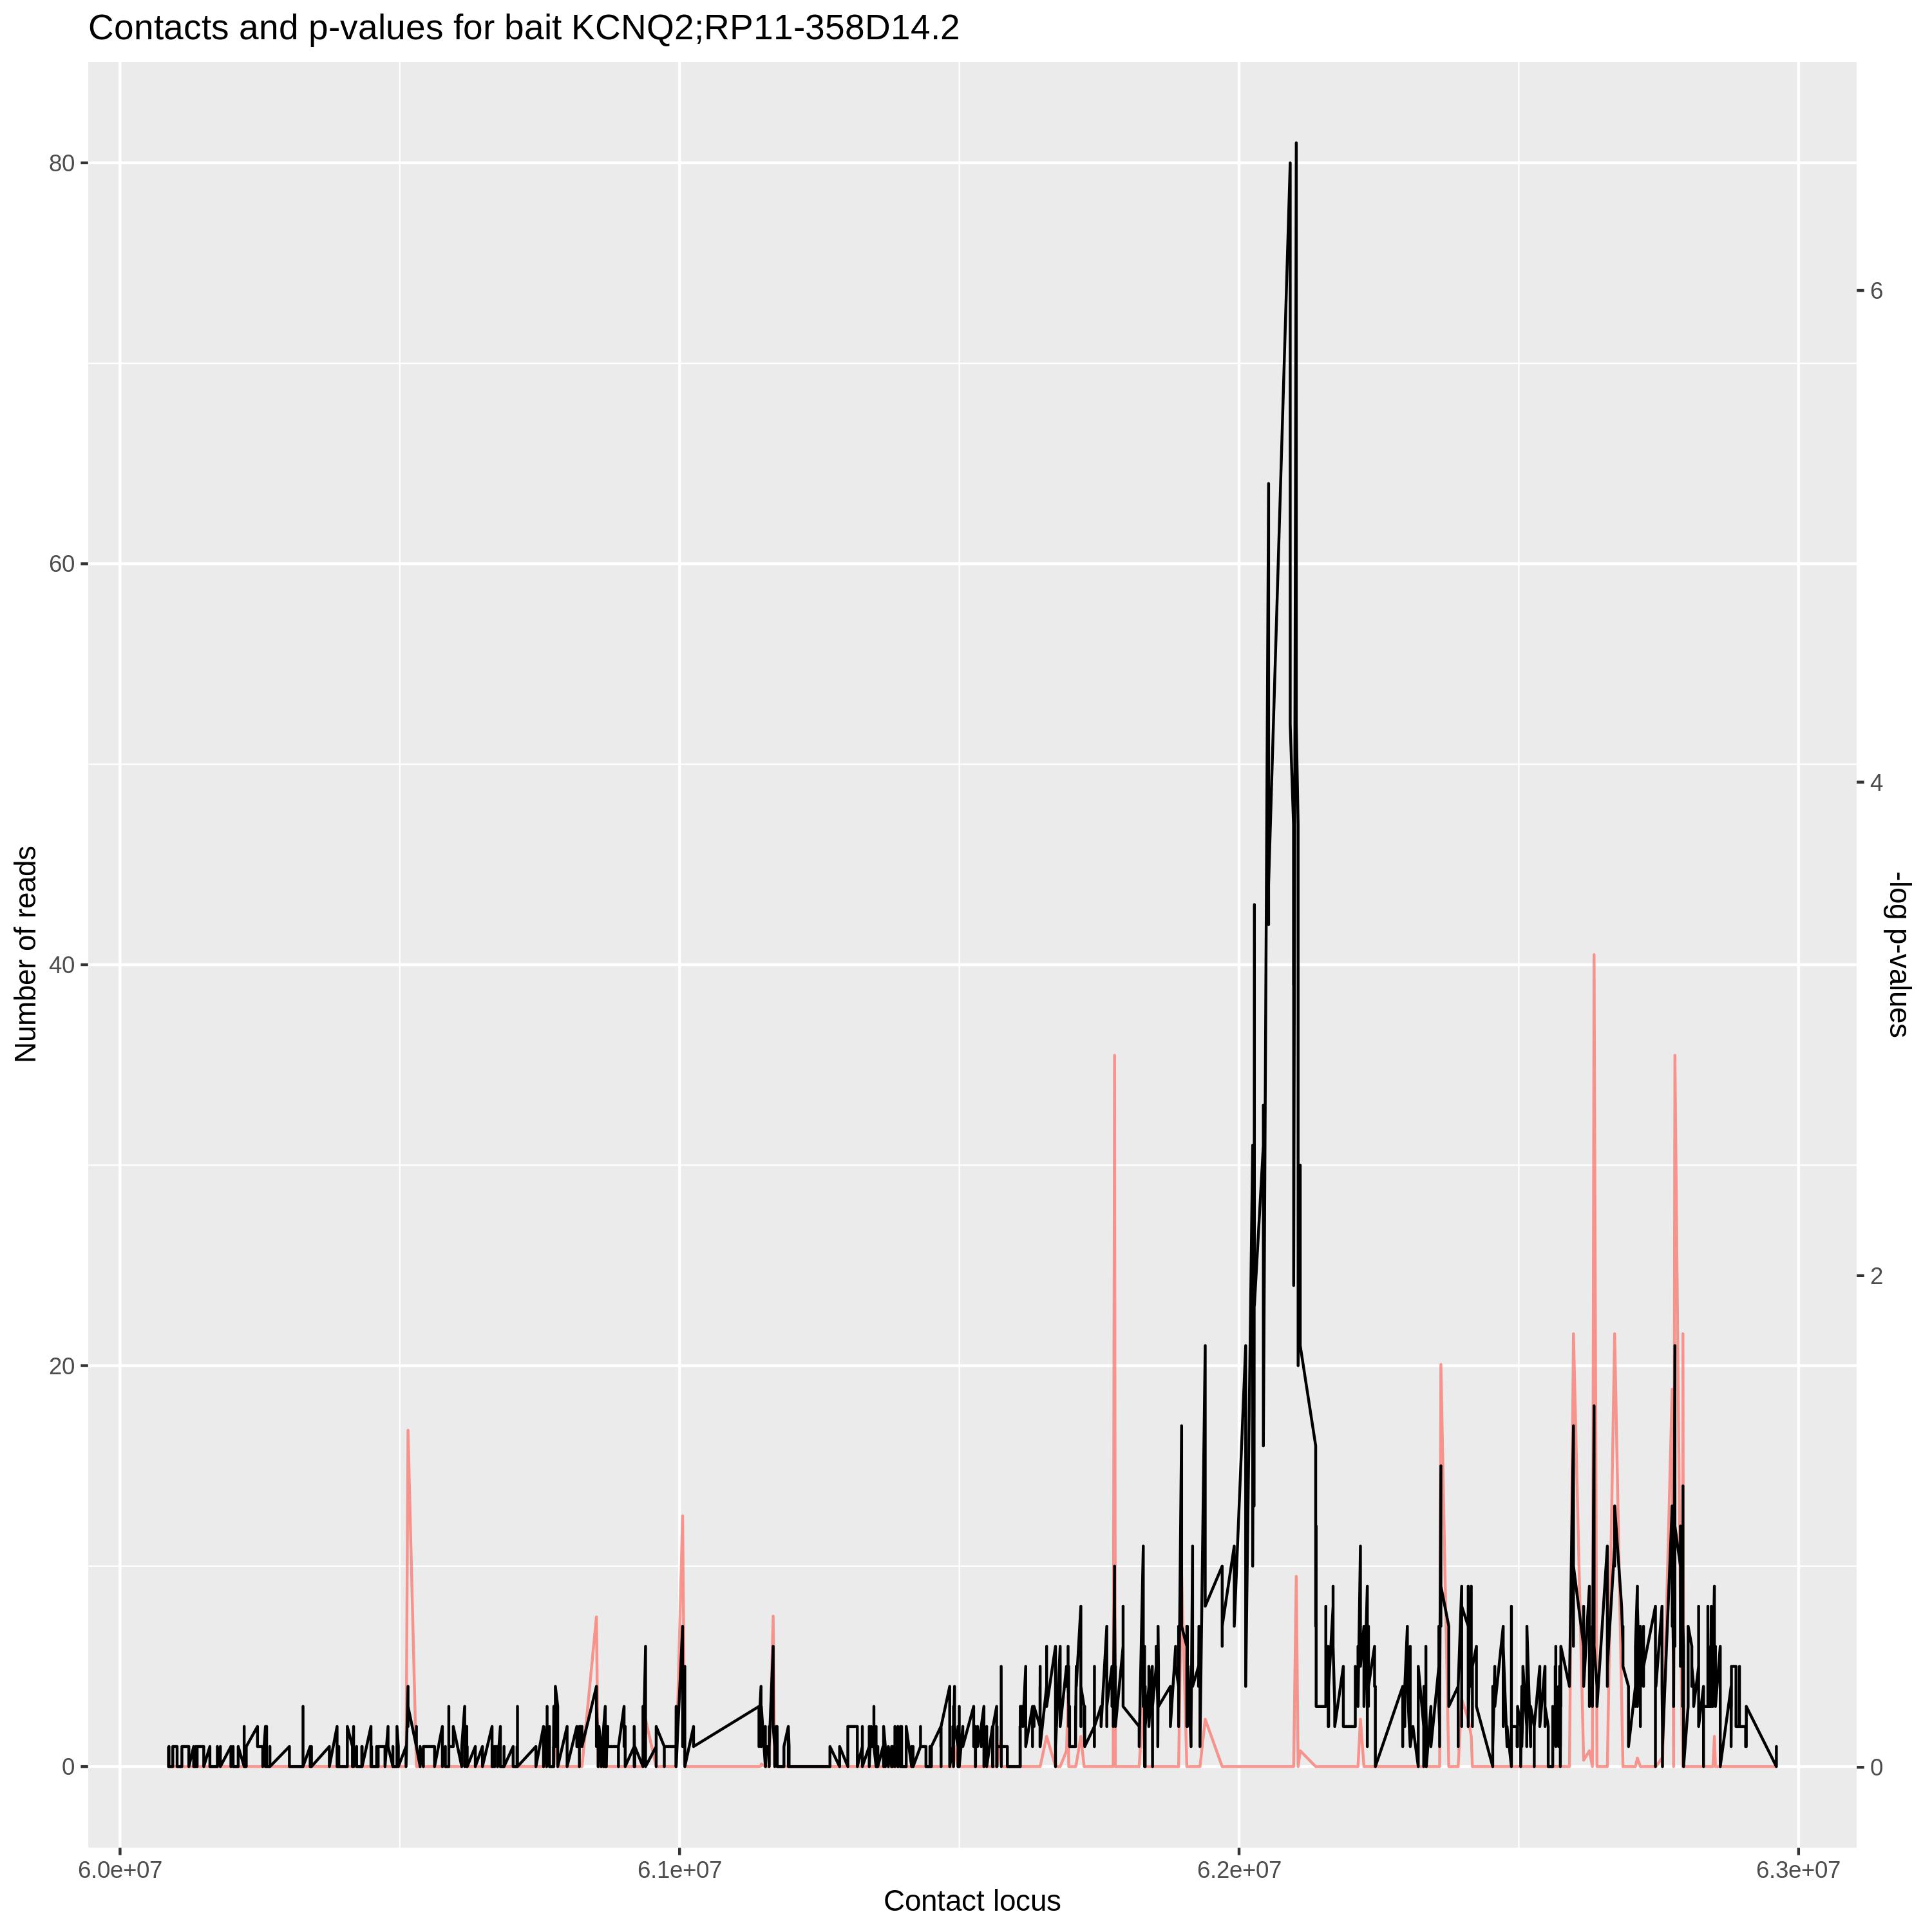 Contacts and p-values for bait KCNQ2;RP11-358D14.2
80
60
40
20
0
Number of reads
6
4
2
0
-log p-values
6.0e+07
6.1e+07
6.2e+07
6.3e+07
Contact locus